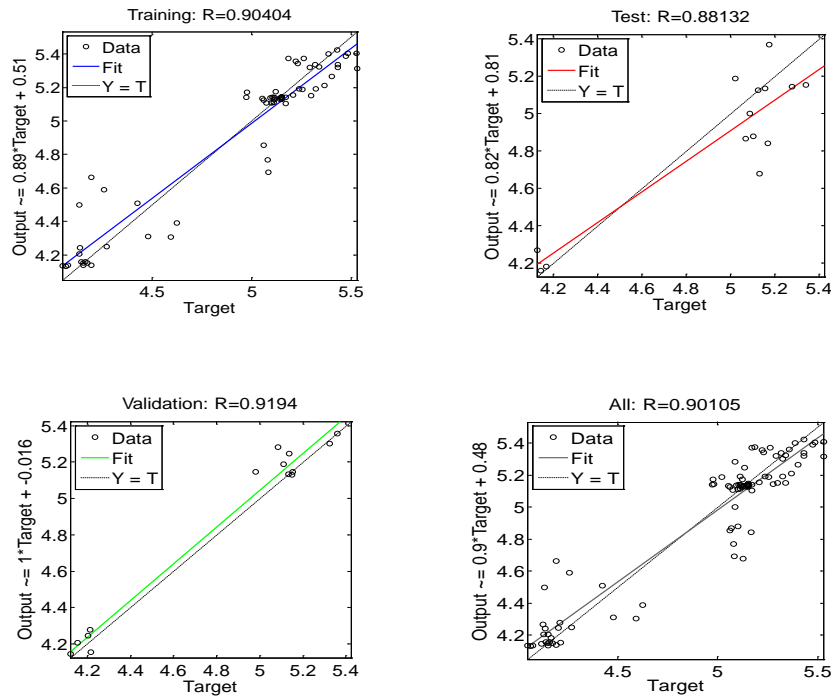 Training: R=0.90404
Output ~= 0.89*Target + 0.51
5.4
5.2
5
4.8
4.6
4.4
4.2
Data
Fit
Y = T
4.5
5
5.5
Target
Test: R=0.88132
Output ~= 0.82*Target + 0.81
5.4
5.2
5
4.8
4.6
4.4
4.2
Data
Fit
Y = T
4.2
4.4
4.6
4.8
5
5.2
5.4
Target
Validation: R=0.9194
Output ~= 1*Target + -0.016
5.4
5.2
5
4.8
4.6
4.4
4.2
Data
Fit
Y = T
4.2
4.4
4.6
4.8
5
5.2
5.4
Target
All: R=0.90105
Output ~= 0.9*Target + 0.48
5.4
5.2
5
4.8
4.6
4.4
4.2
Data
Fit
Y = T
4.5
5
5.5
Target